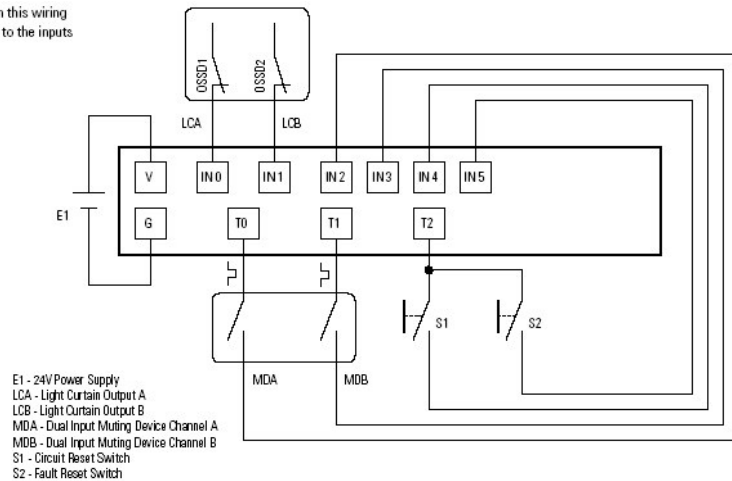 n this wiring
to the inputs
OSSD1
OSSD2
LCA
LCB
V
IN0
IN1
IN2
IN3
IN4
IN5
E1
G
T0
T1
T2
S1
S2
MDA
MDB
E1 - 24V Power Supply
LCA - Light Curtain Output A
LCB - Light Curtain Output B
MDA - Dual Input Muting Device Channel A
MDB - Dual Input Muting Device Channel B
S1 - Circuit Reset Switch
S2 - Fault Reset Switch